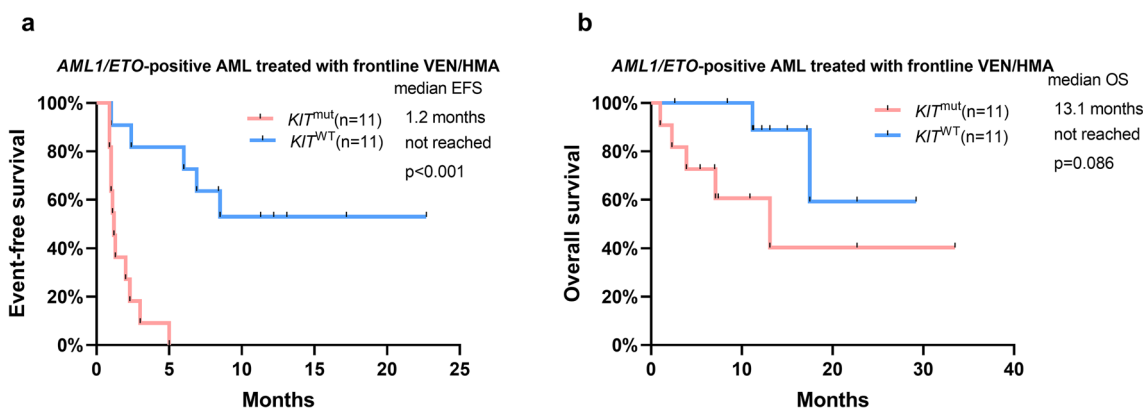 a
AML1/ETO-positive AML treated with frontline VEN/HMA
median EFS
KITmut(n=11) 1.2 months
KITWT(n=11) not reached
p<0.001
Event-free survival
100%
80%
60%
40%
20%
0%
0 5 10 15 20 25
Months
b
AML1/ETO-positive AML treated with frontline VEN/HMA
median OS
KITmut(n=11) 13.1 months
KITWT(n=11) not reached
p=0.086
Overall survival
100%
80%
60%
40%
20%
0%
0 10 20 30 40
Months